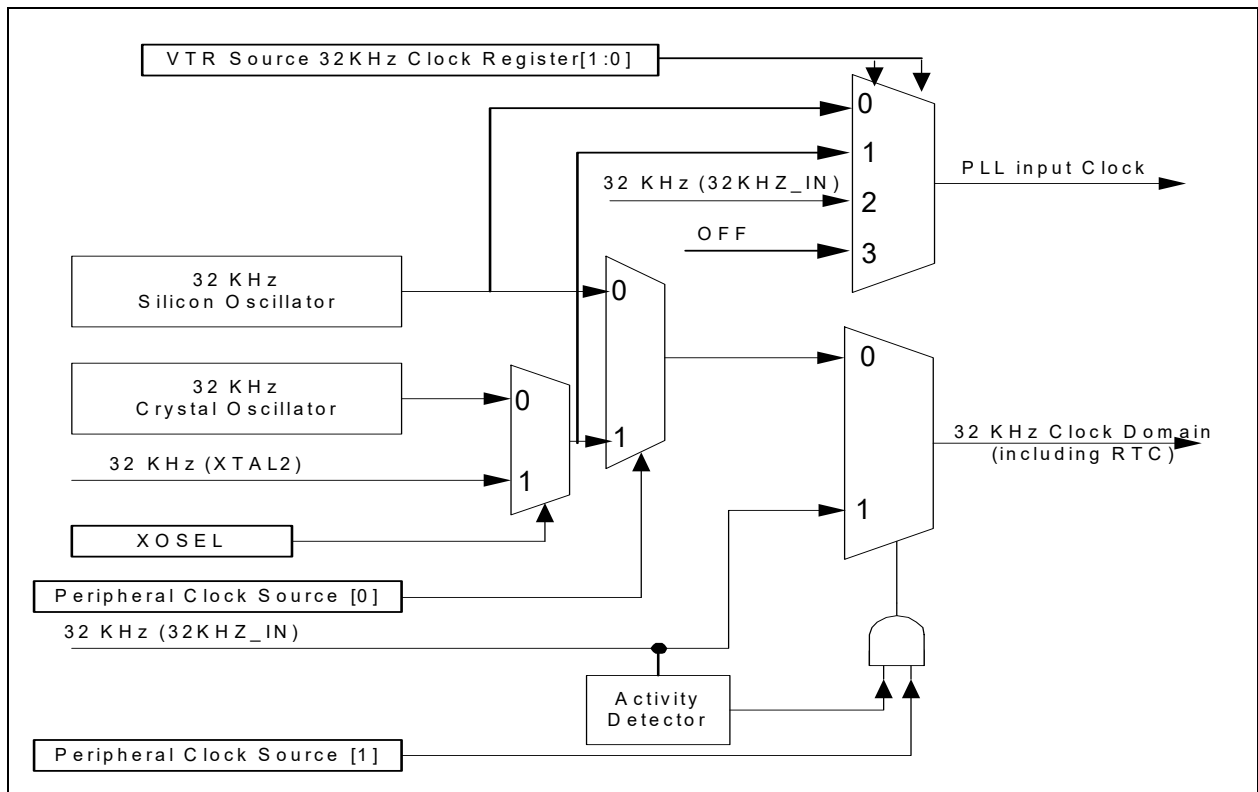 VTR Source 32KHz Clock Register[1:0]
0
1
32 KHz (32KHZ_IN)
2
OFF
3
PLL input Clock
32 KHz
Silicon Oscillator
0
1
32 KHz
Crystal Oscillator
0
32 KHz (XTAL2)
1
0
1
32 KHz Clock Domain
(including RTC)
XOSEL
Peripheral Clock Source [0]
32 KHz (32KHZ_IN)
Activity
Detector
Peripheral Clock Source [1]